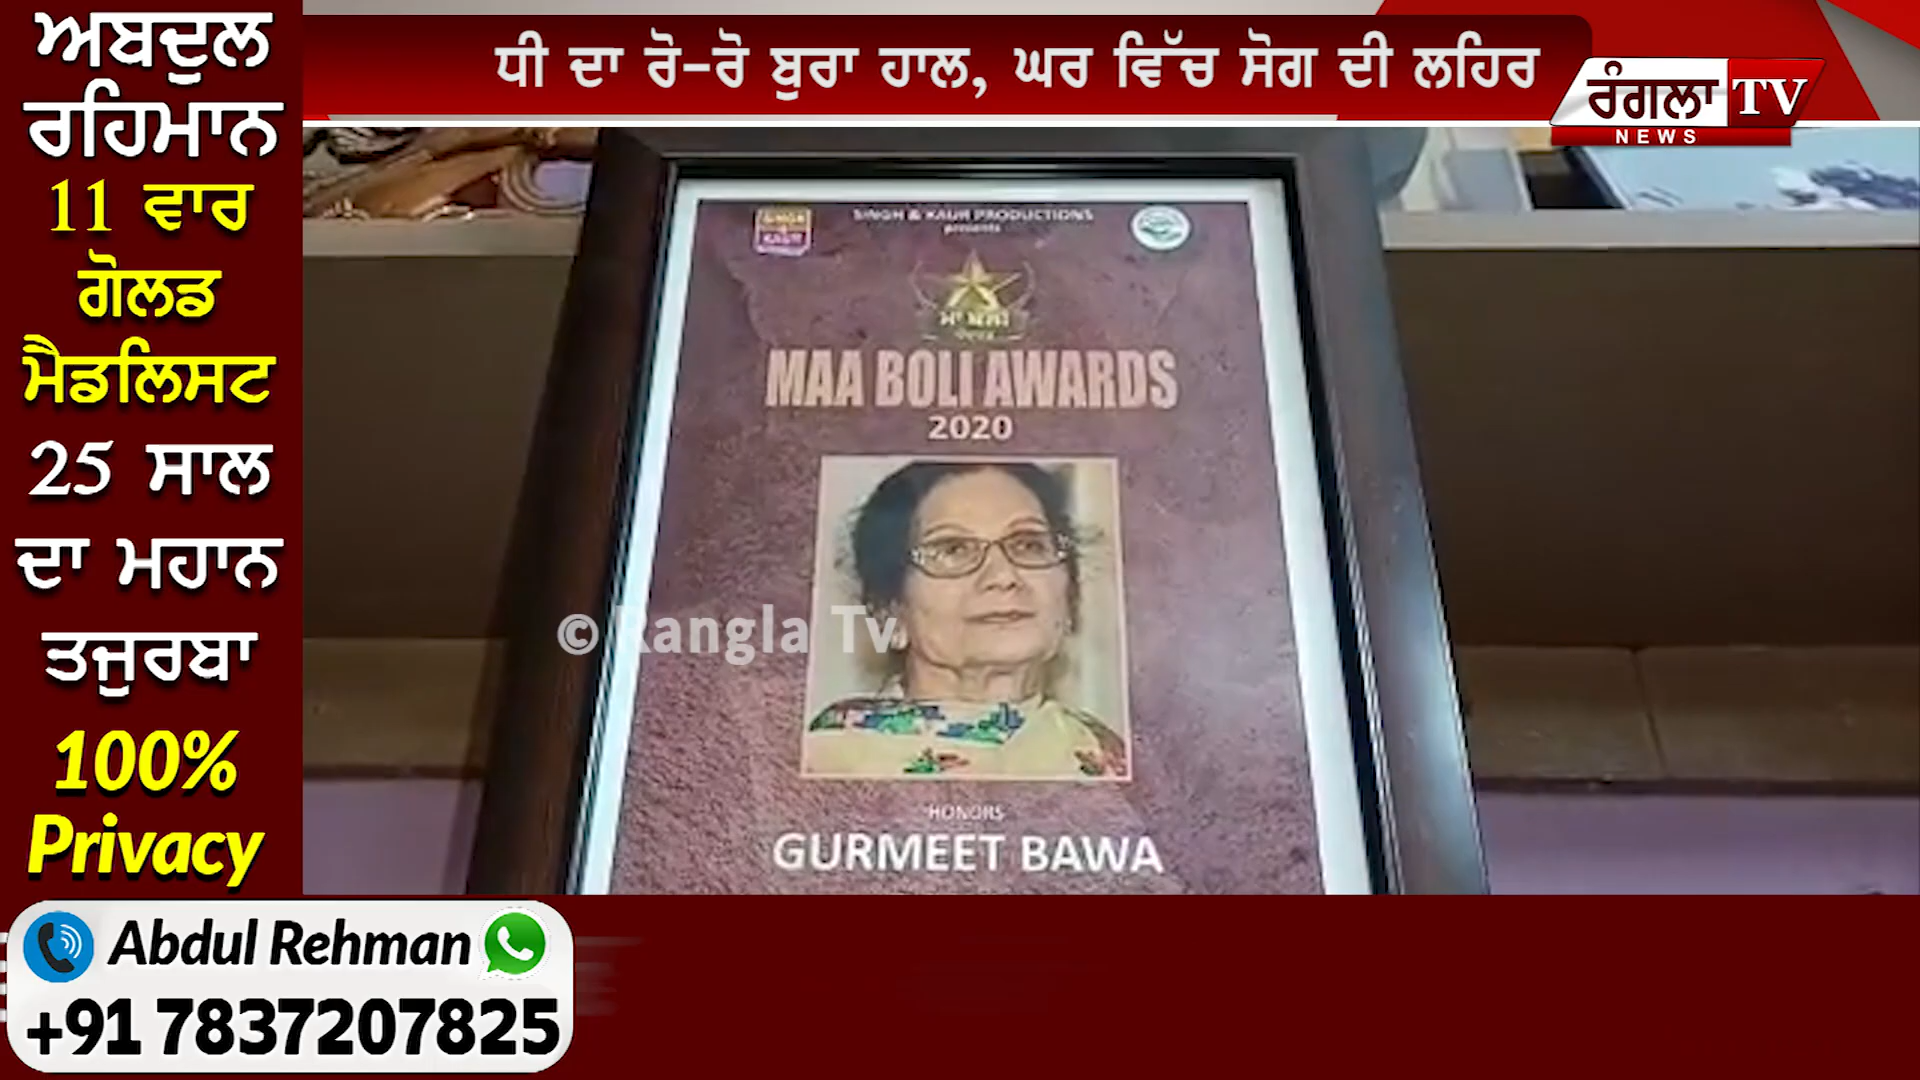 ਅਬਦੁਲ
ਰਹਿਮਾਨ
11 ਵਾਰ
ਗੋਲਡ
ਮੈਡਲਿਸਟ
25 ਸਾਲ
ਦਾ ਮਹਾਨ
ਤਜੁਰਬਾ
100%
Privacy
ਧੀ ਦਾ ਰੋ-ਰੋ ਬੁਰਾ ਹਾਲ, ਘਰ ਵਿੱਚ ਸੋਗ ਦੀ ਲਹਿਰ
ਰੰਗਲਾ TV
NEWS
SINGH & KAUR PRODUCTIONS
presents
ਮਾਂ ਬੋਲੀ
MAA BOLI AWARDS
2020
© Rangla Tv
HONORS
GURMEET BAWA
Abdul Rehman
+91 7837207825